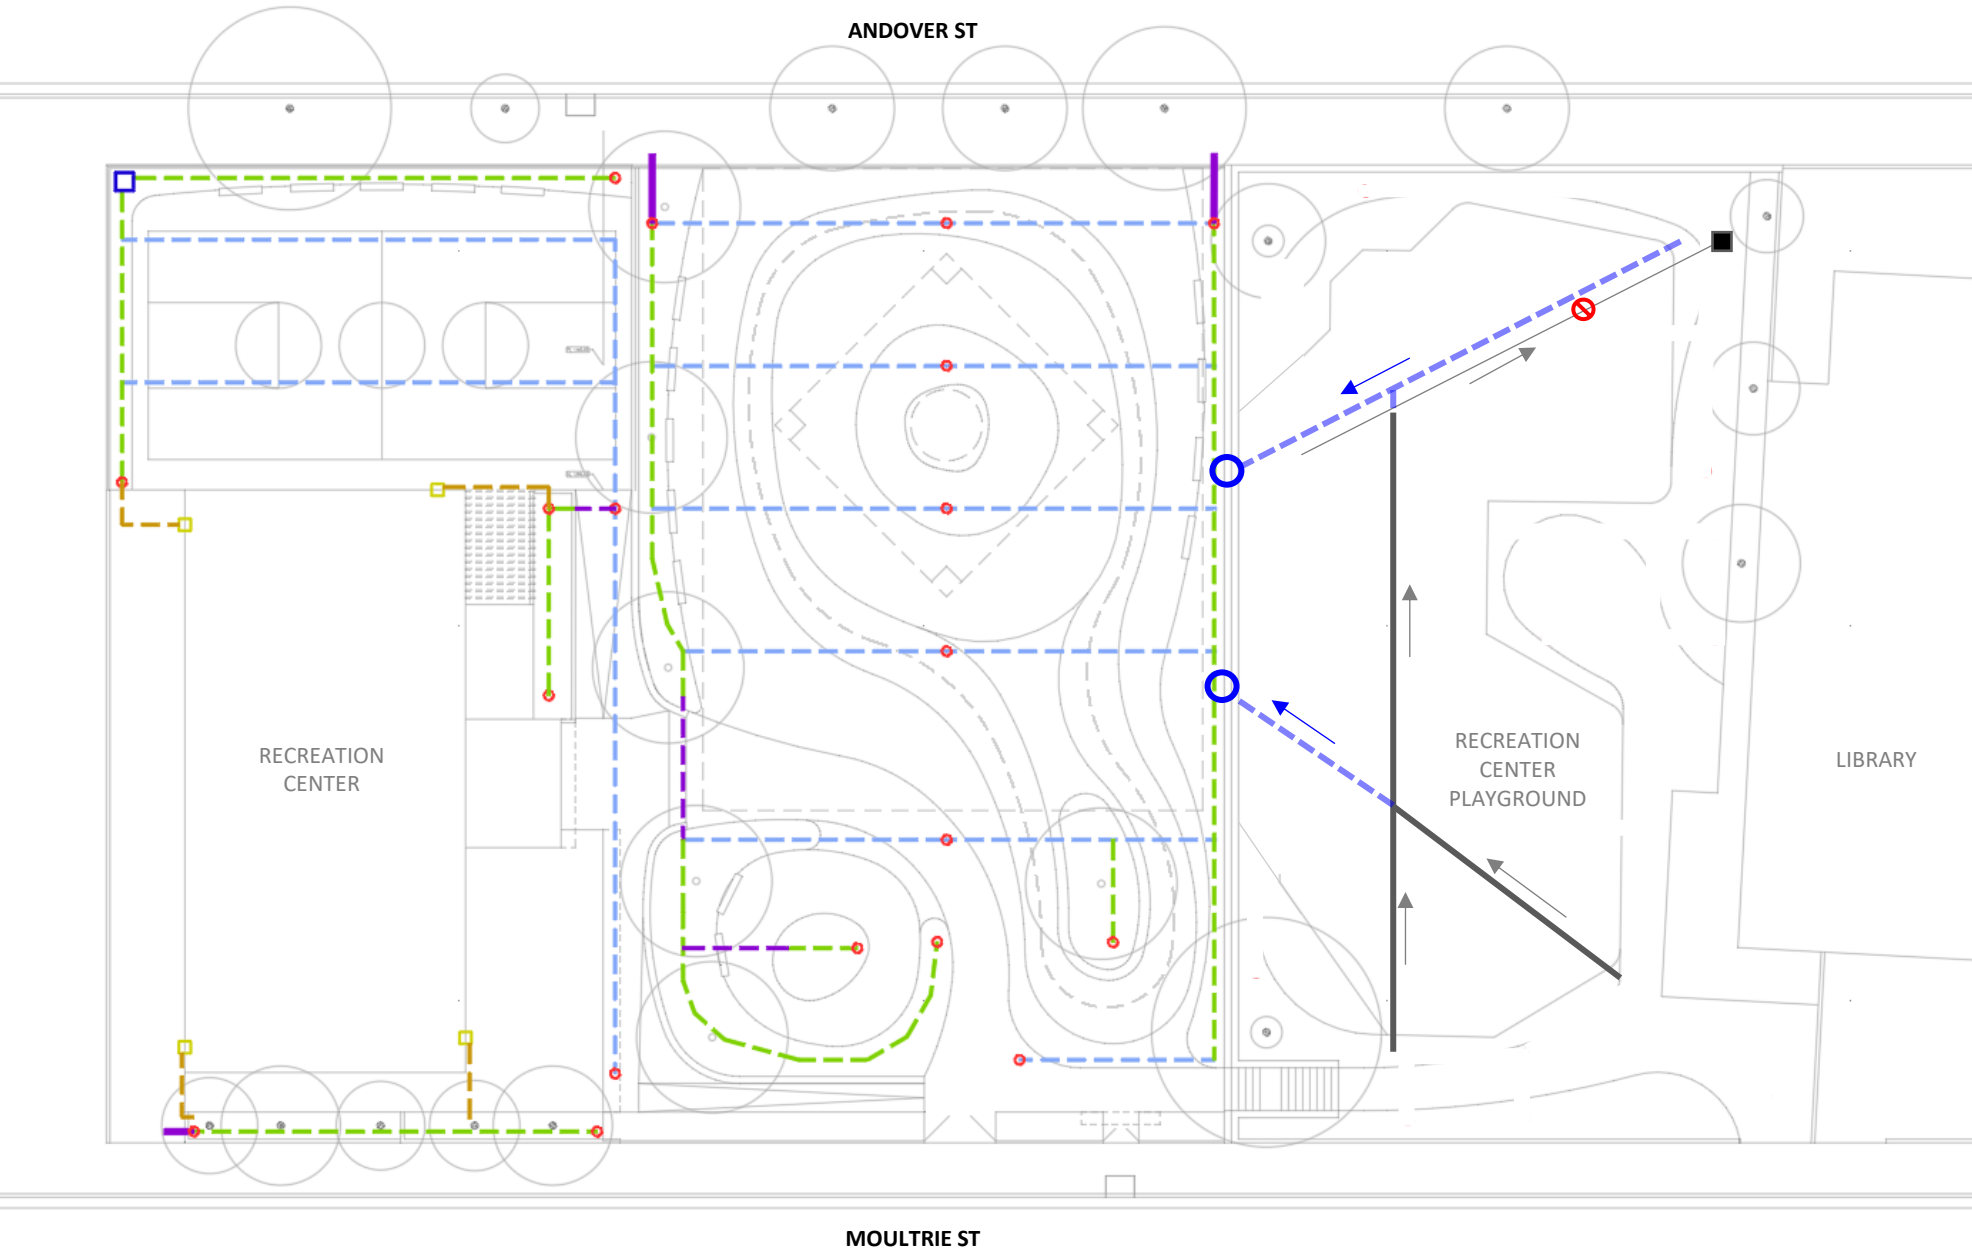 ANDOVER ST
RECREATION
CENTER
RECREATION
CENTER
PLAYGROUND
LIBRARY
MOULTRIE ST